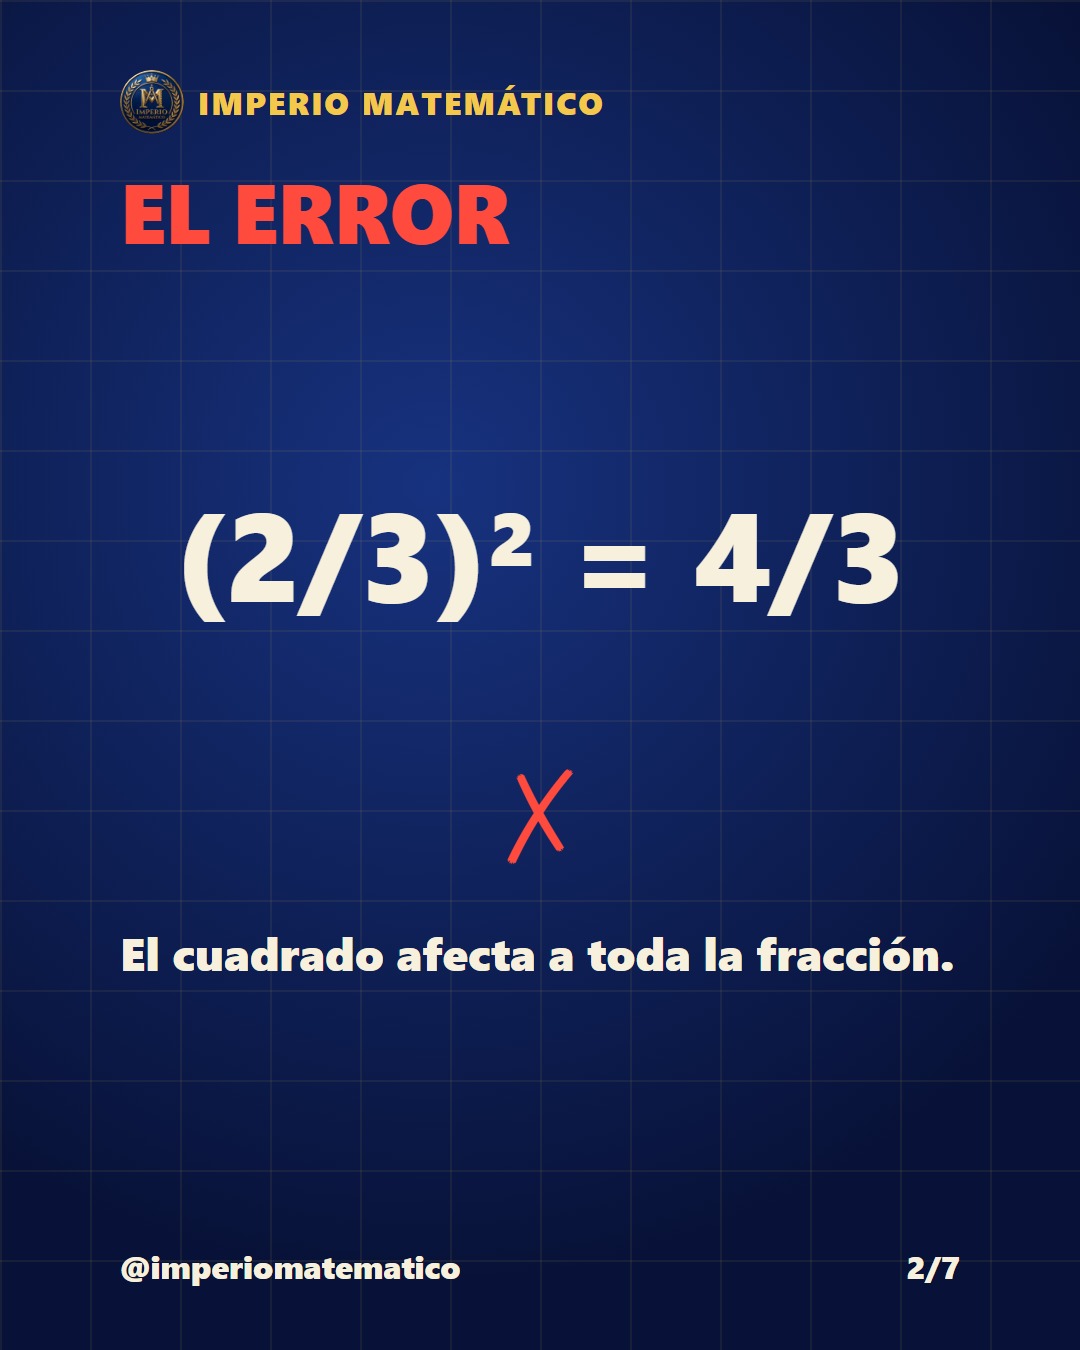 IMPERIO MATEMÁTICO
EL ERROR
(2/3)² = 4/3
X
El cuadrado afecta a toda la fracción.
@imperiomatematico
2/7